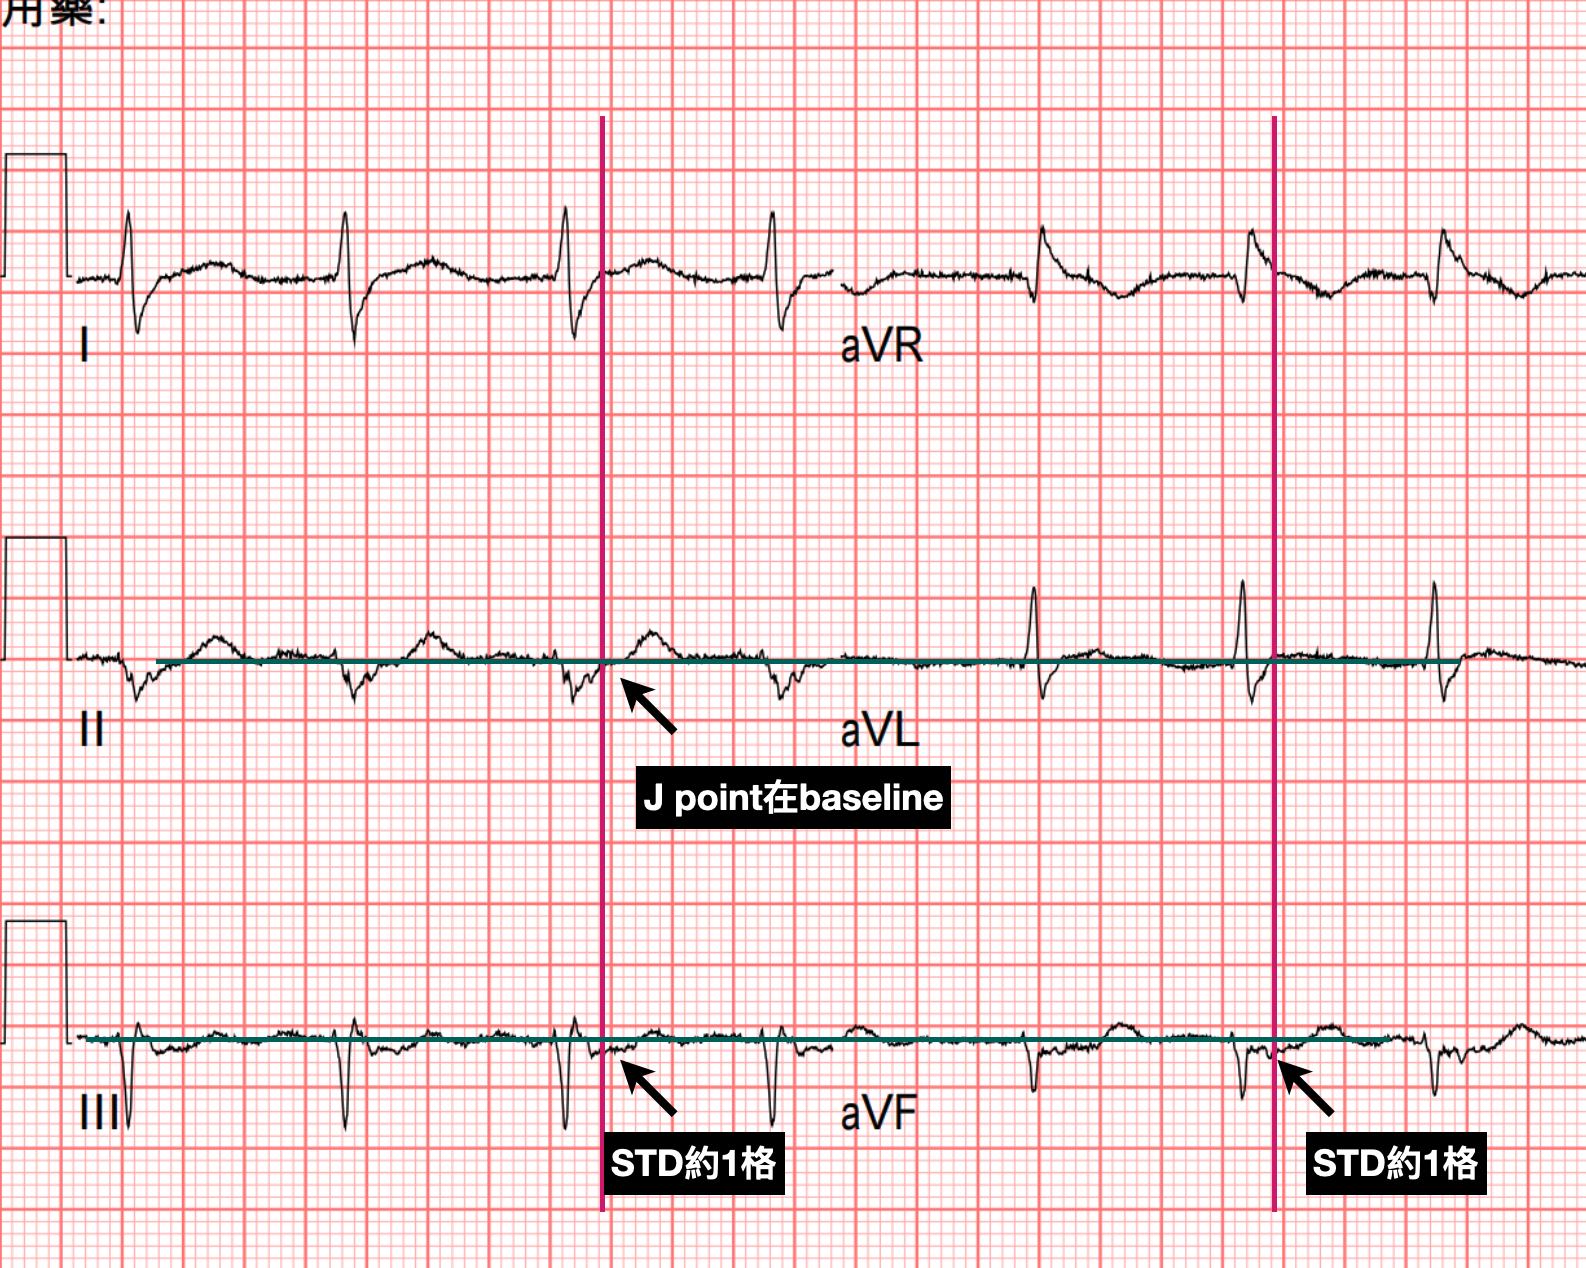 用藥:
I
aVR
II
aVL
J point在baseline
III
aVF
STD約1格
STD約1格